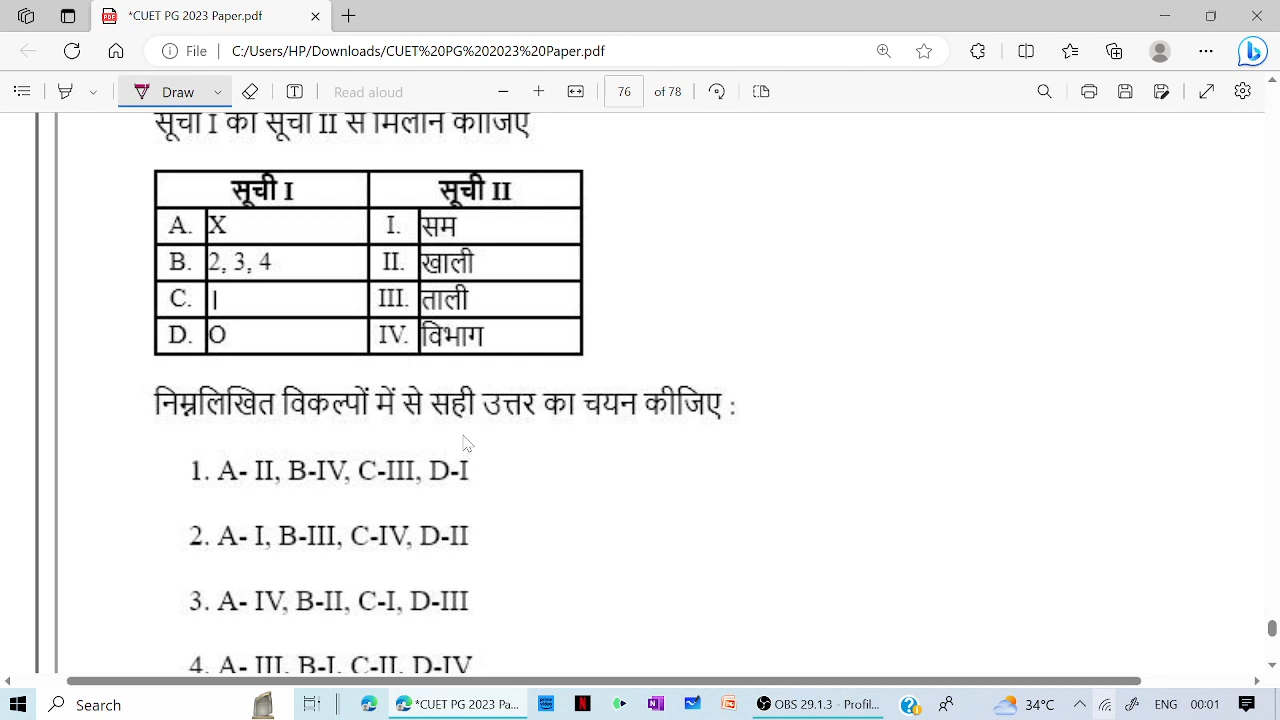 *CUET PG 2023 Paper.pdf
File C:/Users/HP/Downloads/CUET%20PG%202023%20Paper.pdf
Draw Read aloud 76 of 78
सूची I का सूची II से मिलान कीजिए
सूची I सूची II
A. X I. सम
B. 2, 3, 4 II. खाली
C. | III. ताली
D. O IV. विभाग
निम्नलिखित विकल्पों में से सही उत्तर का चयन कीजिए :
1. A- II, B-IV, C-III, D-I
2. A- I, B-III, C-IV, D-II
3. A- IV, B-II, C-I, D-III
4. A- III, B-I, C-II, D-IV
Search *CUET PG 2023 Pa... OBS 29.1.3 - Profil... 34°C ENG 00:01